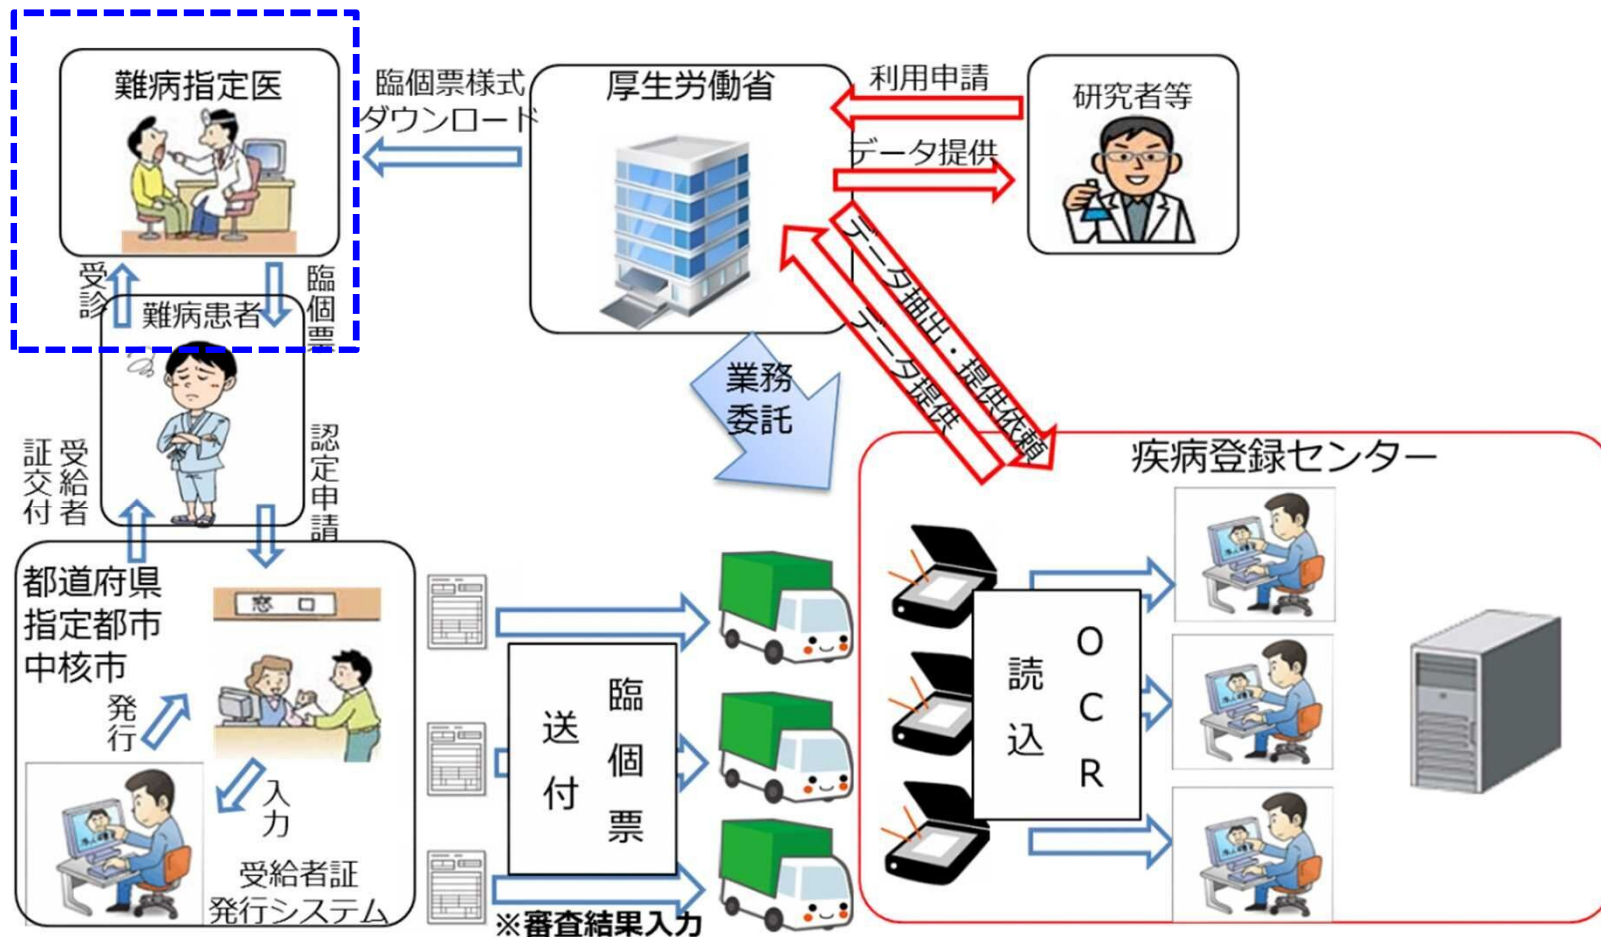 難病指定医
臨個票様式
ダウンロード
厚生労働省
利用申請
データ提供
研究者等
受診
臨個票
難病患者
データ抽出・提供依頼
データ提供
業務
委託
受給者
証交付
認定申請
疾病登録センター
都道府県
指定都市
中核市
窓口
発行
入力
受給者証
発行システム
臨個票
送付
※審査結果入力
OCR
読込